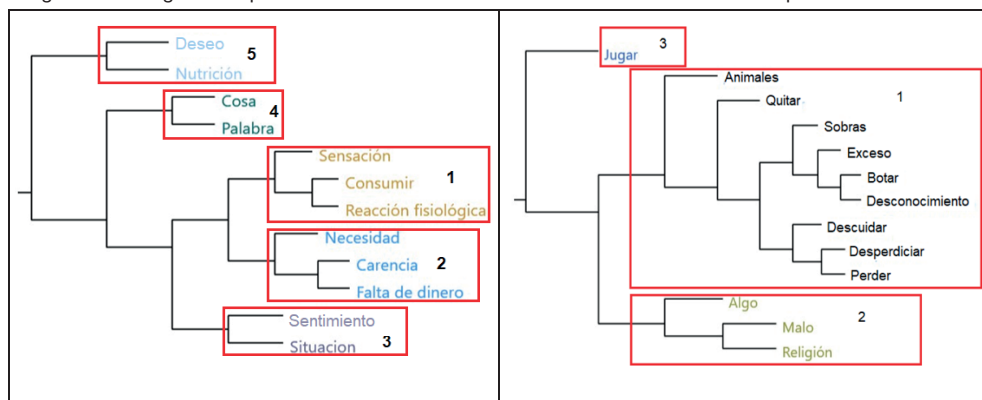 Deseo
5
Nutrición
Cosa
4
Palabra
Sensación
Consumir 1
Reacción fisiológica
Necesidad
Carencia 2
Falta de dinero
Sentimiento
Situacion 3
3
Jugar
Animales
Quitar 1
Sobras
Exceso
Botar
Desconocimiento
Descuidar
Desperdiciar
Perder
Algo
Malo 2
Religión